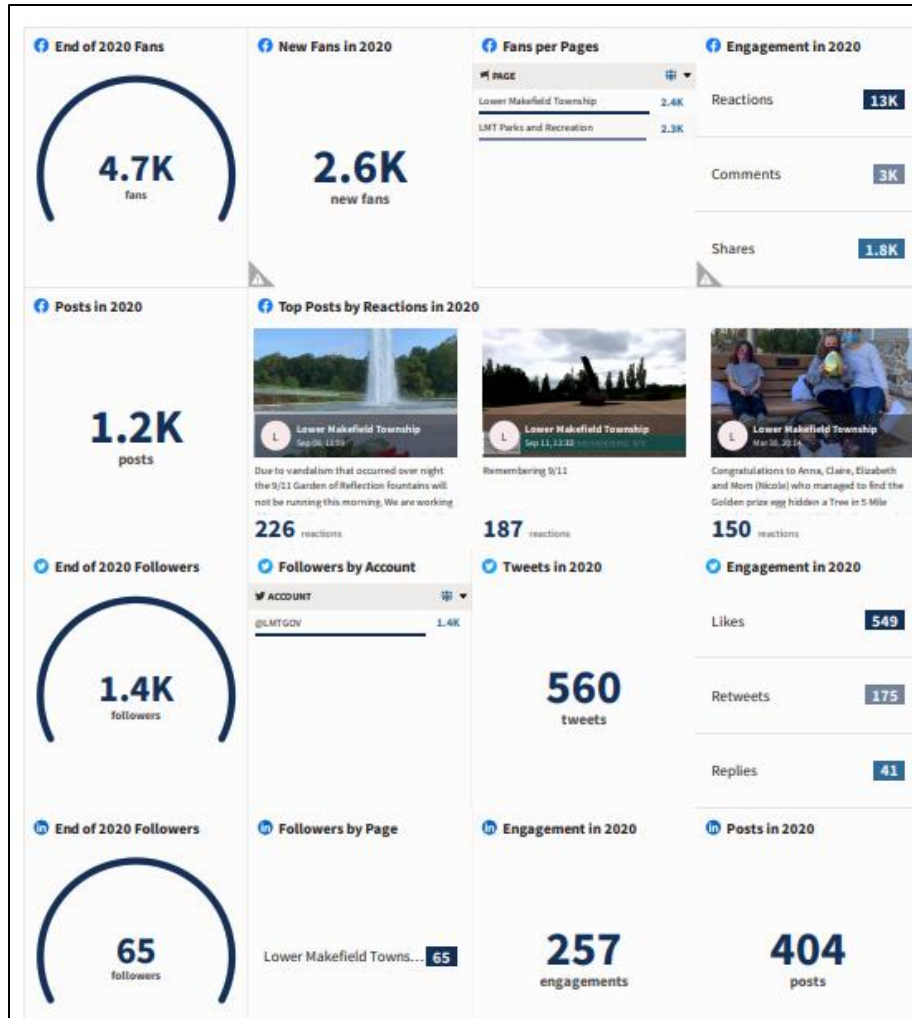 End of 2020 Fans
4.7K
fans
New Fans in 2020
2.6K
new fans
Fans per Pages
PAGE
Lower Makefield Township 2.4K
LMT Parks and Recreation 2.3K
Engagement in 2020
Reactions 13K
Comments 3K
Shares 1.8K
Posts in 2020
1.2K
posts
Top Posts by Reactions in 2020
L Lower Makefield Township
Due to vandalism that occurred over night
the 9/11 Garden of Reflection fountains will
not be running this morning. We are working
226 reactions
L Lower Makefield Township
Sep 11, 12:32
Remembering 9/11
187 reactions
L Lower Makefield Township
Congratulations to Anna, Claire, Elizabeth
and Mom (Nicole) who managed to find the
Golden prize egg hidden a Tree in 5 Mile
150 reactions
End of 2020 Followers
1.4K
followers
Followers by Account
ACCOUNT
@LMTGOV 1.4K
Tweets in 2020
560
tweets
Engagement in 2020
Likes 549
Retweets 175
Replies 41
End of 2020 Followers
65
followers
Followers by Page
Lower Makefield Towns... 65
Engagement in 2020
257
engagements
Posts in 2020
404
posts